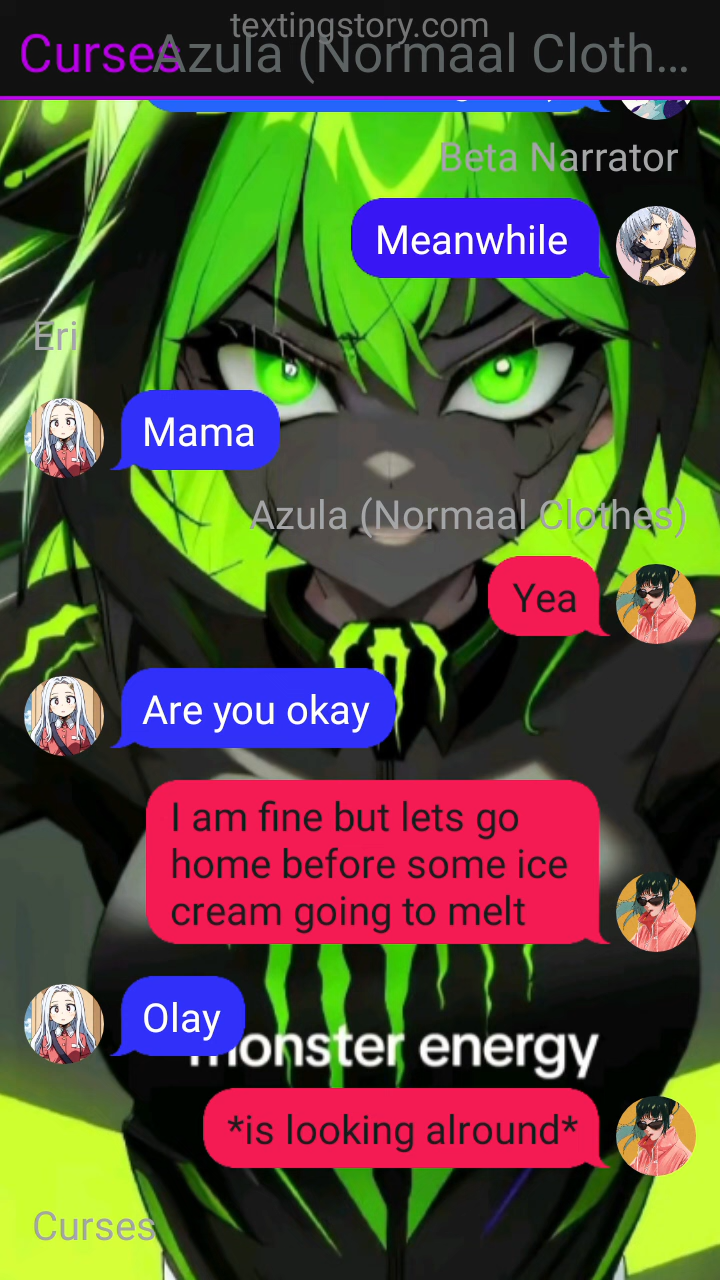 textingstory.com
Curses
Azula (Normaal Cloth...
Beta Narrator
Meanwhile
Eri
Mama
Azula (Normaal Clothes)
Yea
Are you okay
I am fine but lets go
home before some ice
cream going to melt
Olay
monster energy
*is looking alround*
Curses